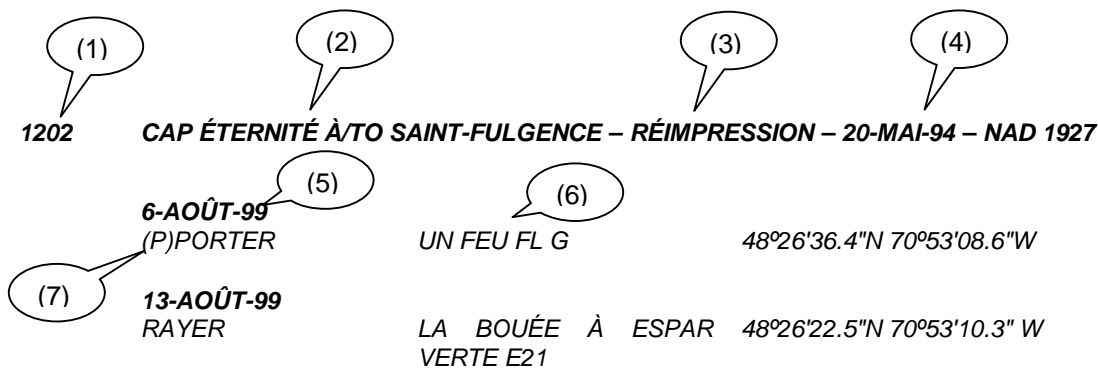 (1) (2) (3) (4)
1202 CAP ÉTERNITÉ À/TO SAINT-FULGENCE – RÉIMPRESSION – 20-MAI-94 – NAD 1927
(5) (6)
6-AOÛT-99
(P)PORTER UN FEU FL G 48º26'36.4"N 70º53'08.6"W
(7)
13-AOÛT-99
RAYER LA BOUÉE À ESPAR 48º26'22.5"N 70º53'10.3" W
VERTE E21